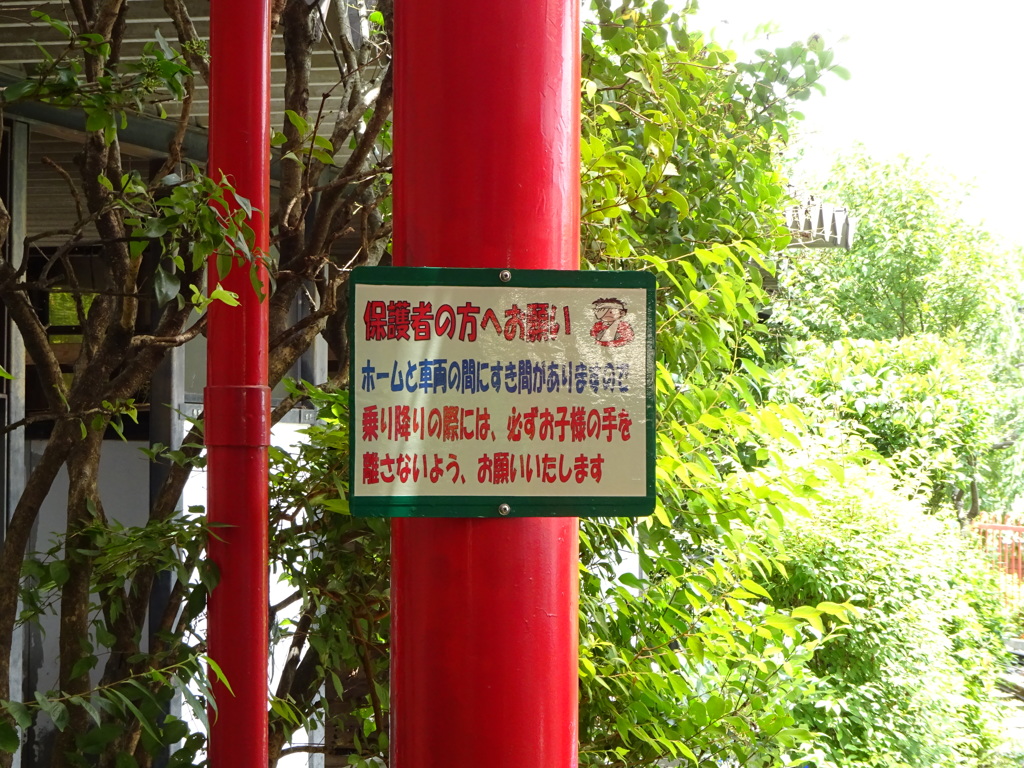 保護者の方へお願い
ホームと車両の間にすき間がありますので
乗り降りの際には、必ずお子様の手を
離さないよう、お願いいたします